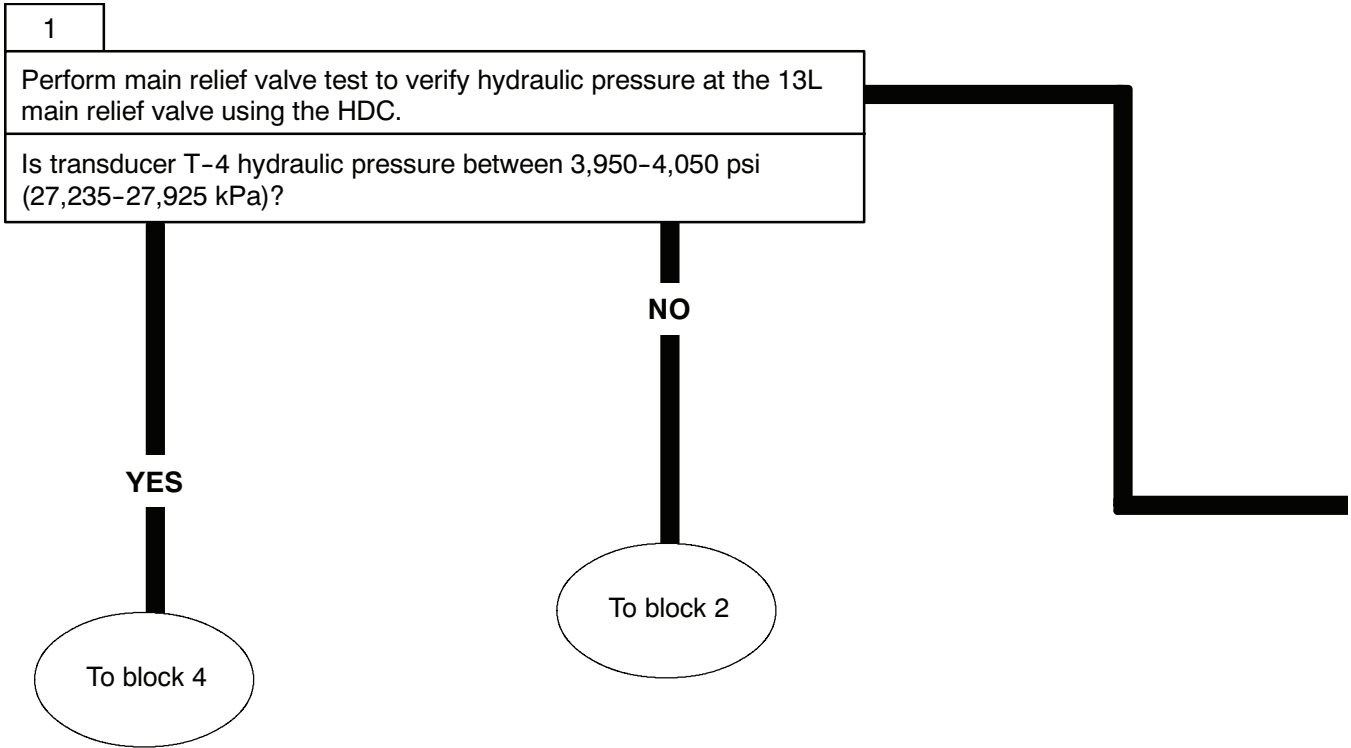 1
Perform main relief valve test to verify hydraulic pressure at the 13L
main relief valve using the HDC.
Is transducer T-4 hydraulic pressure between 3,950-4,050 psi
(27,235-27,925 kPa)?
NO
YES
To block 2
To block 4